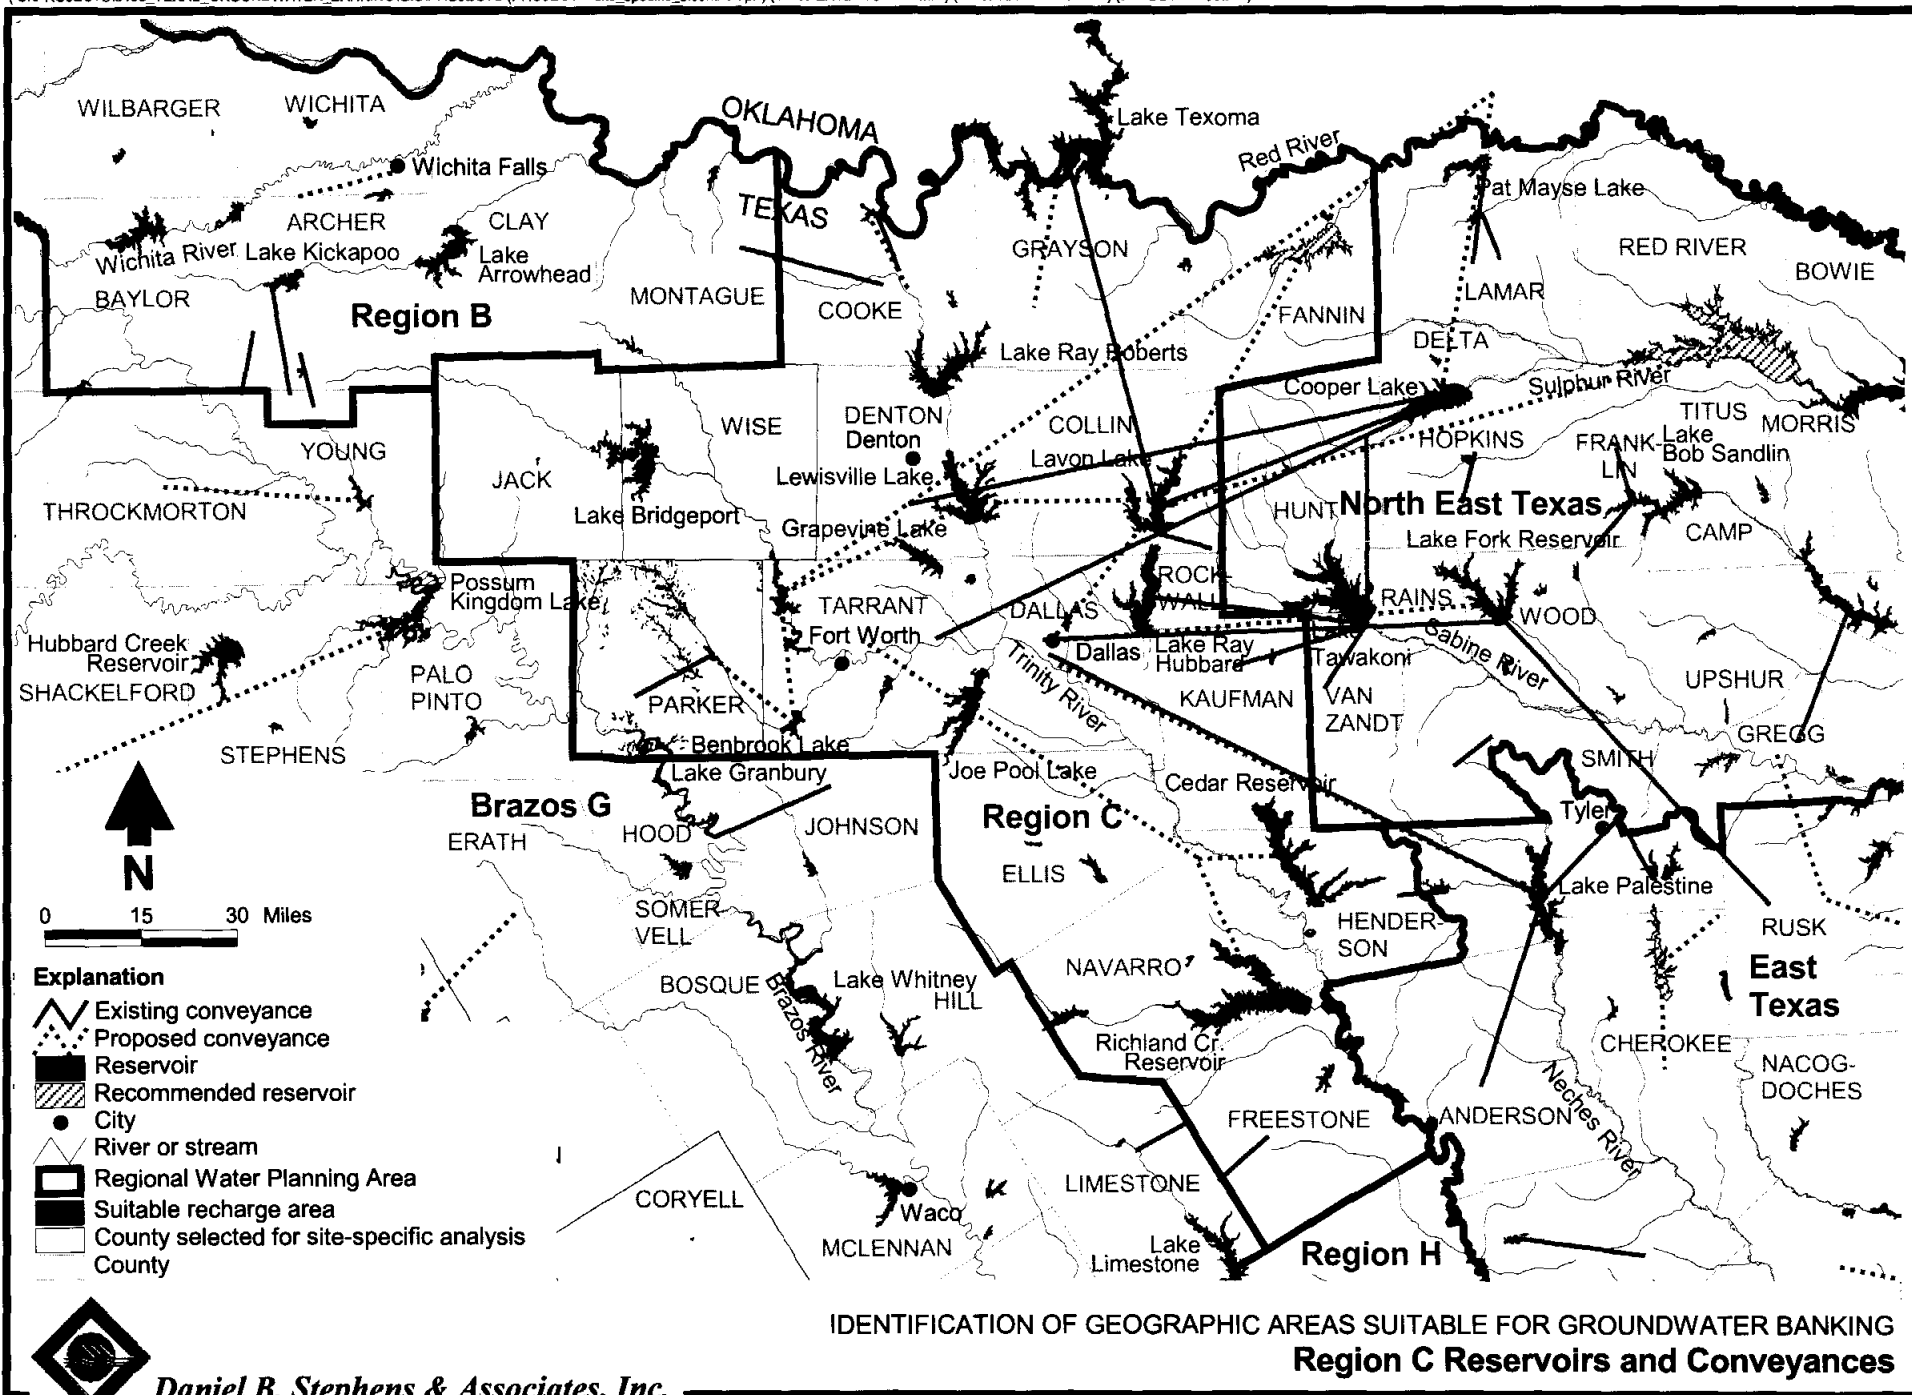 OKLAHOMA
Lake Texoma
WILBARGER
WICHITA
Red River
Wichita Falls
Pat Mayse Lake
TEXAS
ARCHER
CLAY
GRAYSON
RED RIVER
Wichita River
Lake Kickapoo
Lake
Arrowhead
BOWIE
BAYLOR
MONTAGUE
LAMAR
Region B
COOKE
FANNIN
DELTA
Lake Ray Roberts
Cooper Lake
Sulphur River
DENTON
Denton
WISE
COLLIN
TITUS
MORRIS
YOUNG
HOPKINS
FRANK-
LIN
Lake
Bob Sandlin
JACK
Lewisville Lake
Lavon Lake
THROCKMORTON
Lake Bridgeport
HUNT
North East Texas
Grapevine Lake
CAMP
Lake Fork Reservoir
Possum
Kingdom Lake
ROCK-
WALL
TARRANT
DALLAS
RAINS
WOOD
Hubbard Creek
Reservoir
Fort Worth
Dallas
Lake Ray
Hubbard
Tawakoni
Sabine River
SHACKELFORD
PALO
PINTO
Trinity River
UPSHUR
PARKER
KAUFMAN
VAN
ZANDT
GREGG
STEPHENS
Benbrook Lake
SMITH
Lake Granbury
Joe Pool Lake
Cedar Reservoir
Brazos G
Region C
Tyler
HOOD
JOHNSON
ERATH
N
ELLIS
Lake Palestine
0 15 30 Miles
SOMER-
VELL
HENDER-
SON
RUSK
Explanation
Existing conveyance
Proposed conveyance
Reservoir
Recommended reservoir
City
River or stream
Regional Water Planning Area
Suitable recharge area
County selected for site-specific analysis
County
BOSQUE
Brazos River
Lake Whitney
HILL
NAVARRO
East
Texas
Richland Cr.
Reservoir
CHEROKEE
NACOG-
DOCHES
FREESTONE
ANDERSON
Neches River
CORYELL
LIMESTONE
Waco
MCLENNAN
Lake
Limestone
Region H
IDENTIFICATION OF GEOGRAPHIC AREAS SUITABLE FOR GROUNDWATER BANKING
Region C Reservoirs and Conveyances
Daniel B. Stephens & Associates, Inc.